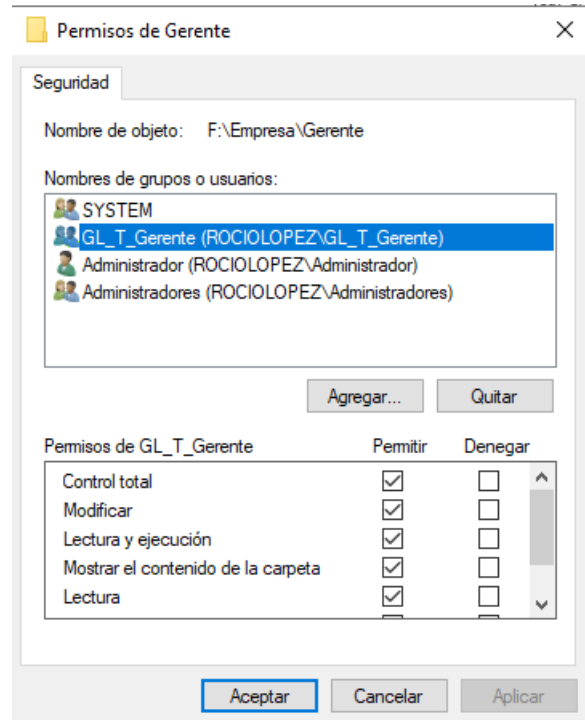 Permisos de Gerente
Seguridad
Nombre de objeto: F:\Empresa\Gerente
Nombres de grupos o usuarios:
SYSTEM
GL_T_Gerente (ROCIOLOPEZ\GL_T_Gerente)
Administrador (ROCIOLOPEZ\Administrador)
Administradores (ROCIOLOPEZ\Administradores)
Agregar... Quitar
Permisos de GL_T_Gerente Permitir Denegar
Control total
Modificar
Lectura y ejecución
Mostrar el contenido de la carpeta
Lectura
Aceptar Cancelar Aplicar